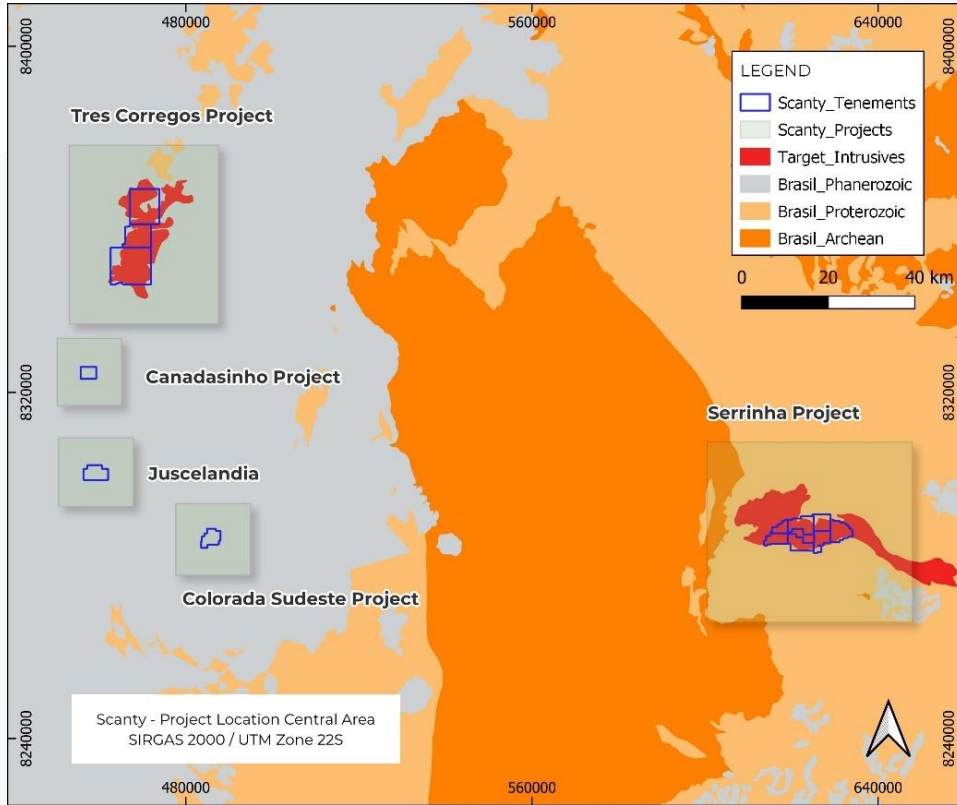 480000
560000
640000
8400000
8400000
LEGEND
Scanty_Tenements
Scanty_Projects
Target_Intrusives
Brasil_Phanerozoic
Brasil_Proterozoic
Brasil_Archean
0 20 40 km
Tres Corregos Project
Canadasinho Project
8320000
8320000
Serrinha Project
Juscelandia
Colorada Sudeste Project
Scanty - Project Location Central Area
SIRGAS 2000 / UTM Zone 22S
8240000
8240000
480000
560000
640000